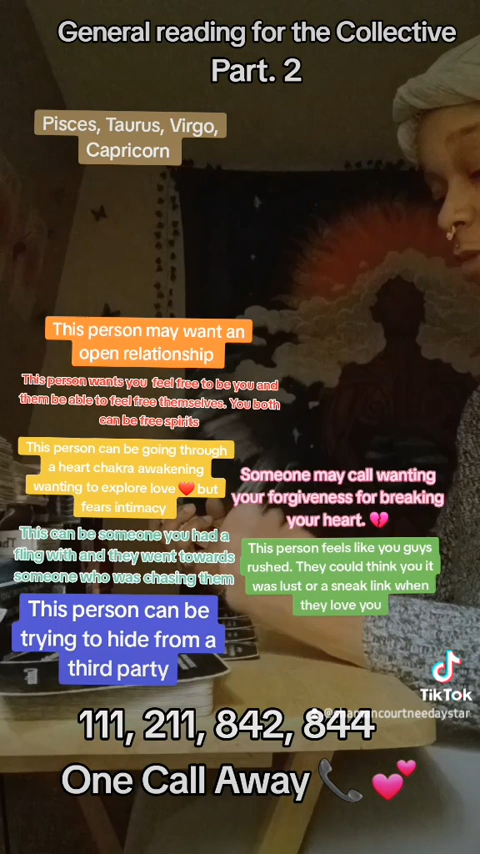 General reading for the Collective
Part. 2
Pisces, Taurus, Virgo,
Capricorn
This person may want an
open relationship
This person wants you feel free to be you and
them be able to feel free themselves. You both
can be free spirits
This person can be going through
a heart chakra awakening
wanting to explore love❤️ but
fears intimacy
Someone may call wanting
your forgiveness for breaking
your heart. 💔
This can be someone you had a
fling with and they went towards
someone who was chasing them
This person feels like you guys
rushed. They could think you it
was lust or a sneak link when
they love you
This person can be
trying to hide from a
third party
TikTok
@shamancourtneedaystar
111, 211, 842, 844
One Call Away 📞 💕